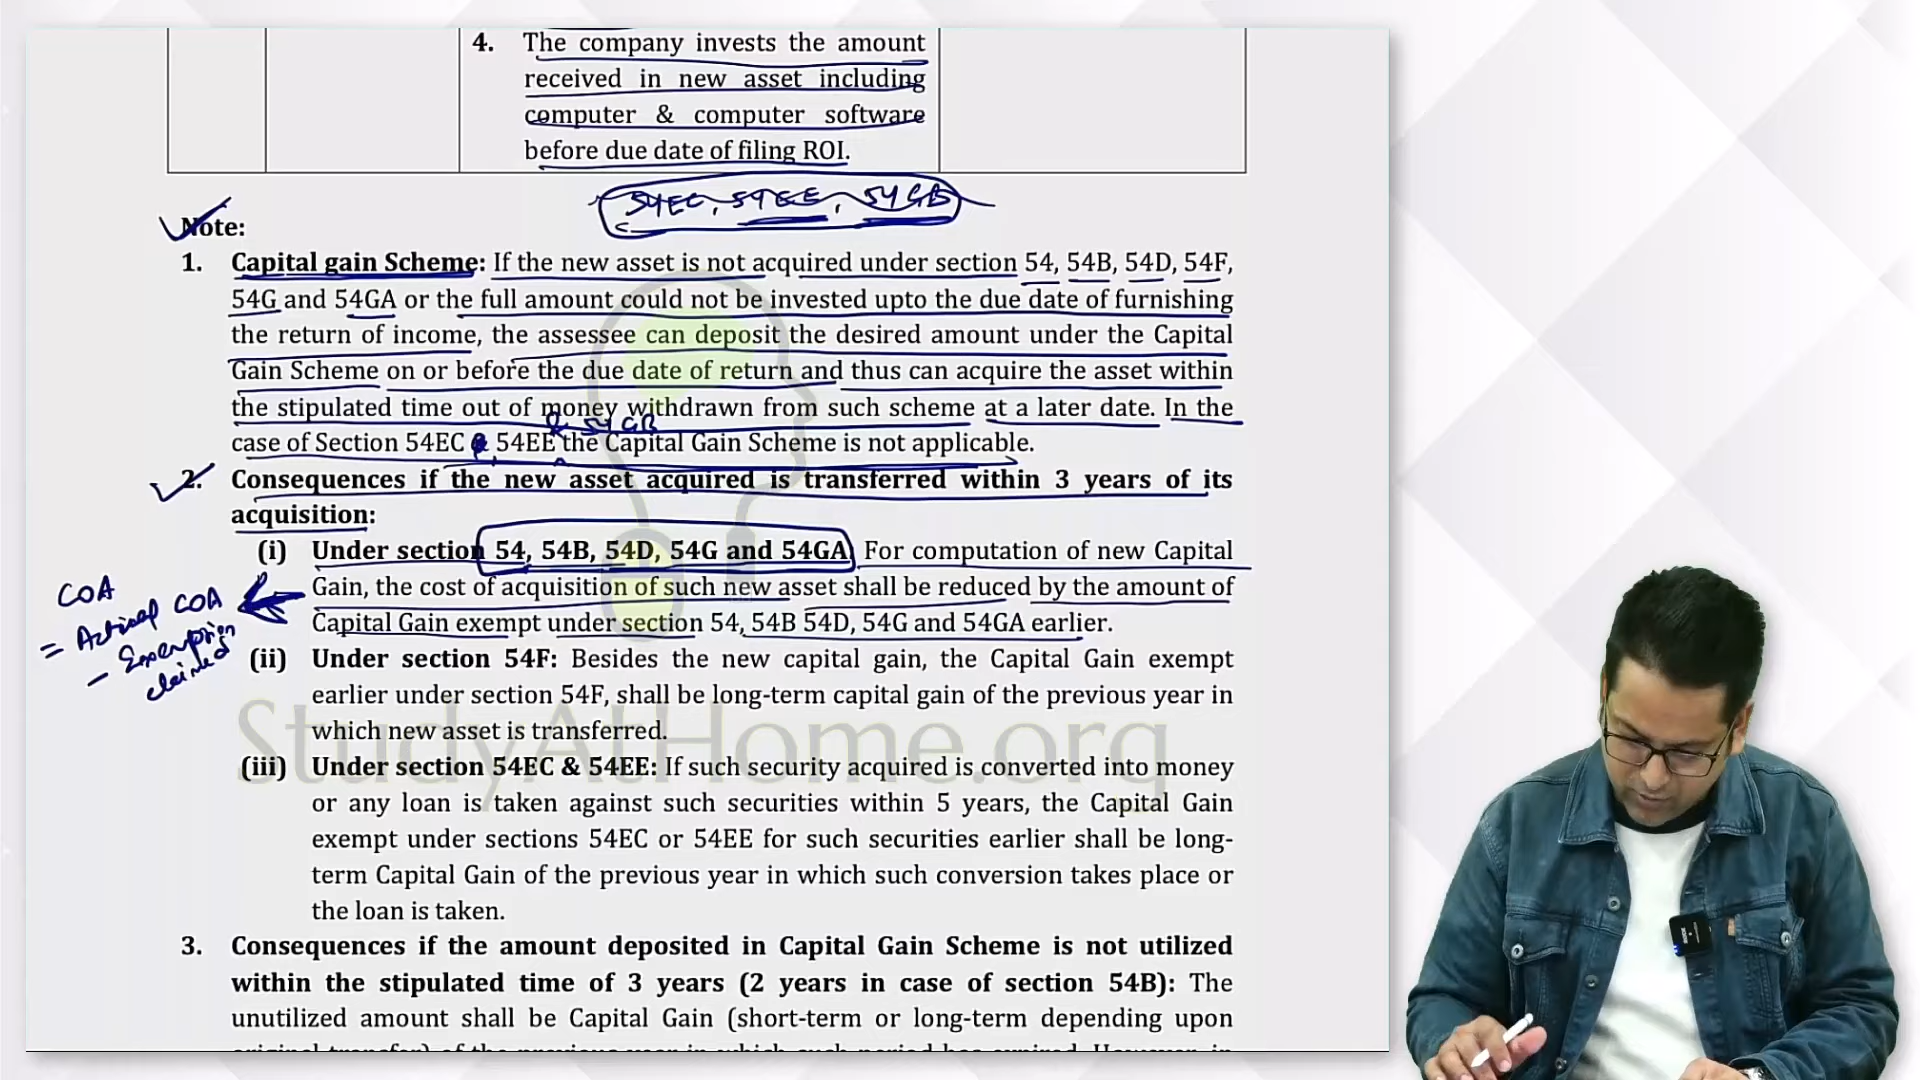 4. The company invests the amount
received in new asset including
computer & computer software
before due date of filing ROI.
54EC, 54EE, 54GB
Note:
1. Capital gain Scheme: If the new asset is not acquired under section 54, 54B, 54D, 54F,
54G and 54GA or the full amount could not be invested upto the due date of furnishing
the return of income, the assessee can deposit the desired amount under the Capital
Gain Scheme on or before the due date of return and thus can acquire the asset within
the stipulated time out of money withdrawn from such scheme at a later date. In the
& 54GB
case of Section 54EC & 54EE the Capital Gain Scheme is not applicable.
2. Consequences if the new asset acquired is transferred within 3 years of its
acquisition:
(i) Under section 54, 54B, 54D, 54G and 54GA For computation of new Capital
Gain, the cost of acquisition of such new asset shall be reduced by the amount of
Capital Gain exempt under section 54, 54B 54D, 54G and 54GA earlier.
COA
= Actual COA
- Exemption
claimed
(ii) Under section 54F: Besides the new capital gain, the Capital Gain exempt
earlier under section 54F, shall be long-term capital gain of the previous year in
which new asset is transferred.
StudyAtHome.org
(iii) Under section 54EC & 54EE: If such security acquired is converted into money
or any loan is taken against such securities within 5 years, the Capital Gain
exempt under sections 54EC or 54EE for such securities earlier shall be long-
term Capital Gain of the previous year in which such conversion takes place or
the loan is taken.
3. Consequences if the amount deposited in Capital Gain Scheme is not utilized
within the stipulated time of 3 years (2 years in case of section 54B): The
unutilized amount shall be Capital Gain (short-term or long-term depending upon